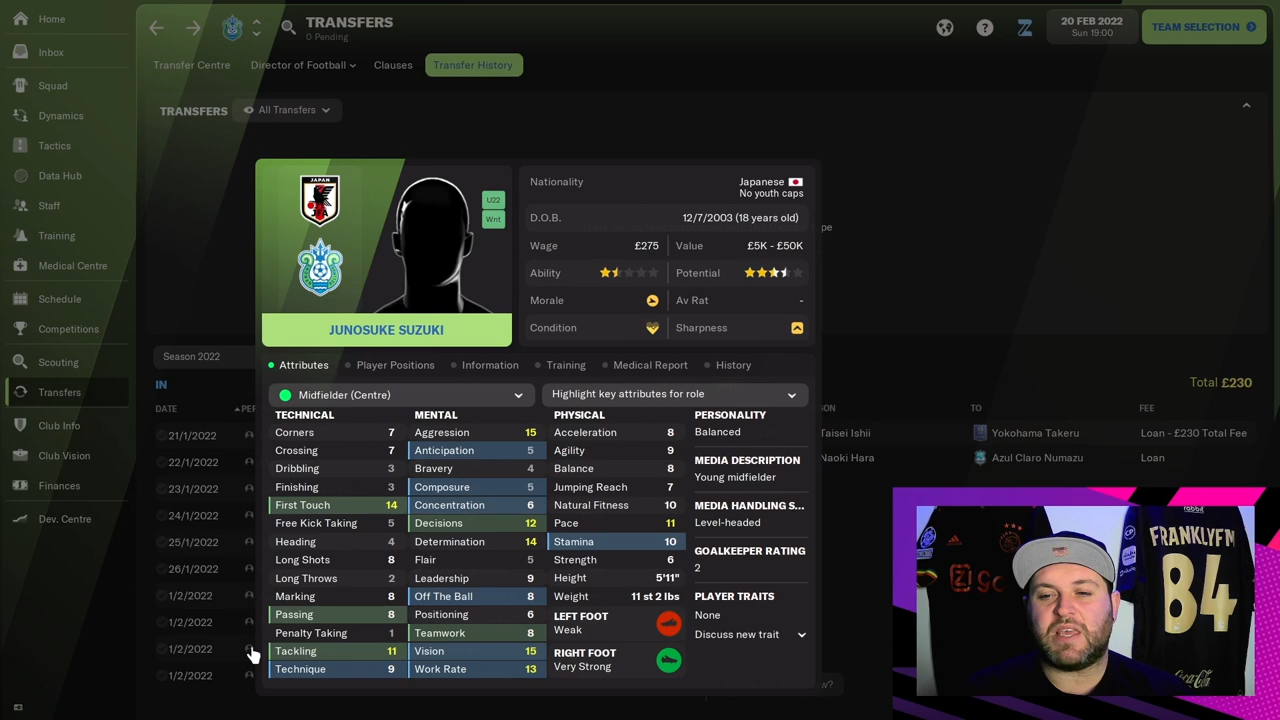 Home
Inbox
Squad
Dynamics
Tactics
Data Hub
Staff
Training
Medical Centre
Schedule
Competitions
Scouting
Transfers
Club Info
Club Vision
Finances
Dev. Centre
TRANSFERS
0 Pending
20 FEB 2022
Sun 19:00
TEAM SELECTION
Transfer Centre
Director of Football
Clauses
Transfer History
TRANSFERS
All Transfers
Season 2022
IN
DATE
21/1/2022
22/1/2022
23/1/2022
24/1/2022
25/1/2022
26/1/2022
1/2/2022
1/2/2022
1/2/2022
1/2/2022
JAPAN
JFA
U22
Wnt
JUNOSUKE SUZUKI
Nationality Japanese
No youth caps
D.O.B. 12/7/2003 (18 years old)
Wage £275 Value £5K - £50K
Ability Potential
Morale Av Rat -
Condition Sharpness
Attributes Player Positions Information Training Medical Report History
Midfielder (Centre) Highlight key attributes for role
TECHNICAL
Corners 7
Crossing 7
Dribbling 3
Finishing 3
First Touch 14
Free Kick Taking 5
Heading 4
Long Shots 8
Long Throws 2
Marking 8
Passing 8
Penalty Taking 1
Tackling 11
Technique 9
MENTAL
Aggression 15
Anticipation 5
Bravery 4
Composure 5
Concentration 6
Decisions 12
Determination 14
Flair 5
Leadership 9
Off The Ball 8
Positioning 6
Teamwork 8
Vision 15
Work Rate 13
PHYSICAL
Acceleration 8
Agility 9
Balance 8
Jumping Reach 7
Natural Fitness 10
Pace 11
Stamina 10
Strength 6
Height 5'11"
Weight 11 st 2 lbs
LEFT FOOT
Weak
RIGHT FOOT
Very Strong
PERSONALITY
Balanced
MEDIA DESCRIPTION
Young midfielder
MEDIA HANDLING S...
Level-headed
GOALKEEPER RATING
2
PLAYER TRAITS
None
Discuss new trait
Total £230
TO FEE
Taisei Ishii Yokohama Takeru Loan - £230 Total Fee
Naoki Hara Azul Claro Numazu Loan
FRANKLYFM
84
Coca-Cola